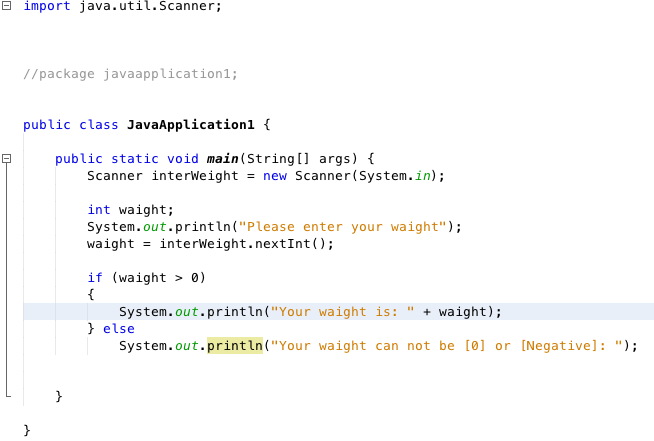 import java.util.Scanner;
//package javaapplication1;
public class JavaApplication1 {
public static void main(String[] args) {
Scanner interWeight = new Scanner(System.in);
int waight;
System.out.println("Please enter your waight");
waight = interWeight.nextInt();
if (waight > 0)
{
System.out.println("Your waight is: " + waight);
} else
System.out.println("Your waight can not be [0] or [Negative]: ");
}
}